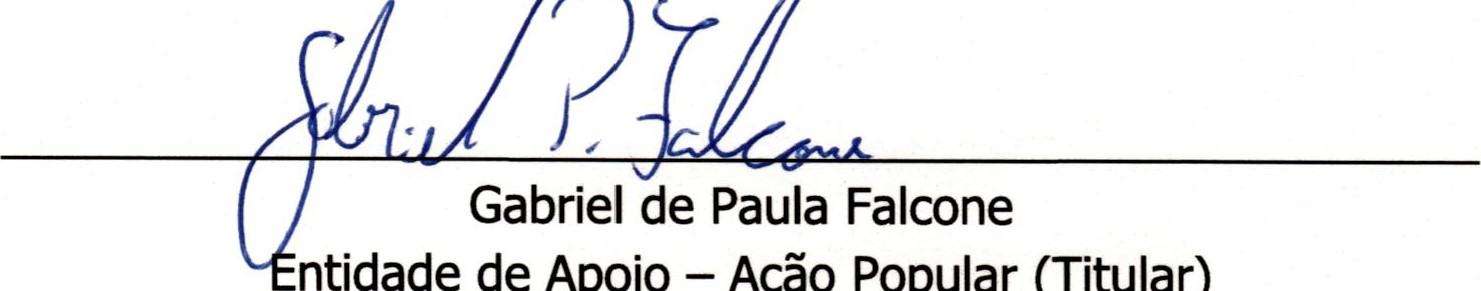 Gabriel P. Falcone
Gabriel de Paula Falcone
Entidade de Apoio – Ação Popular (Titular)